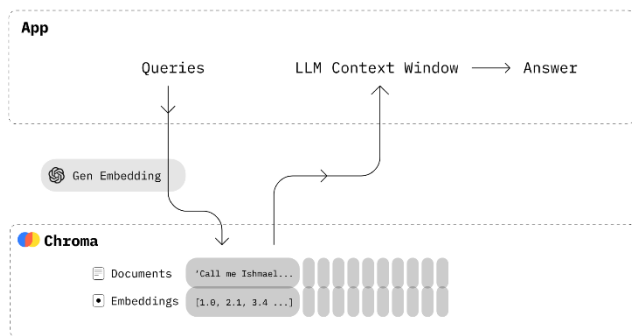 App
Queries
LLM Context Window
Answer
Gen Embedding
Chroma
Documents
'Call me Ishmael...
Embeddings
[1.0, 2.1, 3.4 ...]